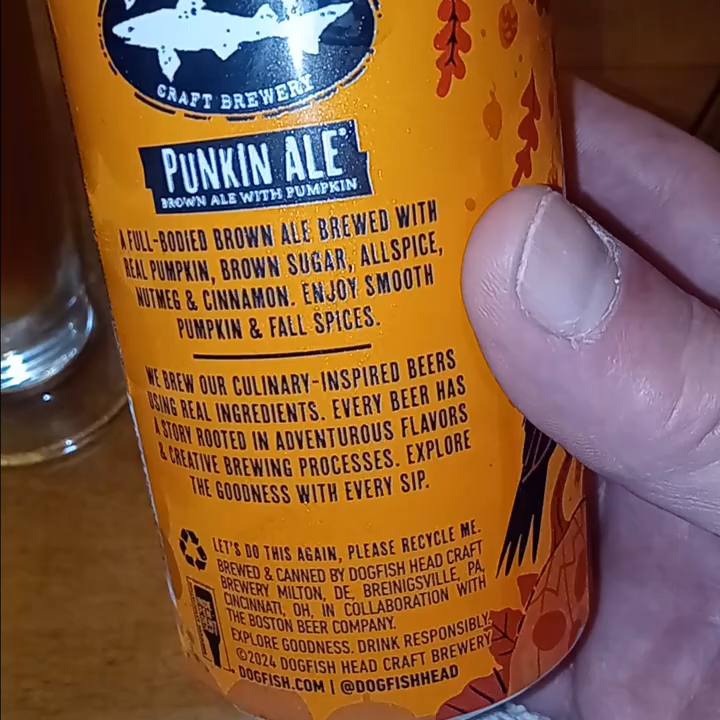 CRAFT BREWERY
PUNKIN ALE
BROWN ALE WITH PUMPKIN
A FULL-BODIED BROWN ALE BREWED WITH
REAL PUMPKIN, BROWN SUGAR, ALLSPICE,
NUTMEG & CINNAMON. ENJOY SMOOTH
PUMPKIN & FALL SPICES.
WE BREW OUR CULINARY-INSPIRED BEERS
USING REAL INGREDIENTS. EVERY BEER HAS
A STORY ROOTED IN ADVENTUROUS FLAVORS
& CREATIVE BREWING PROCESSES. EXPLORE
THE GOODNESS WITH EVERY SIP.
LET'S DO THIS AGAIN, PLEASE RECYCLE ME.
BREWED & CANNED BY DOGFISH HEAD CRAFT
BREWERY MILTON, DE, BREINIGSVILLE, PA,
CINCINNATI, OH, IN COLLABORATION WITH
THE BOSTON BEER COMPANY.
EXPLORE GOODNESS. DRINK RESPONSIBLY.
©2024 DOGFISH HEAD CRAFT BREWERY
DOGFISH.COM | @DOGFISHHEAD